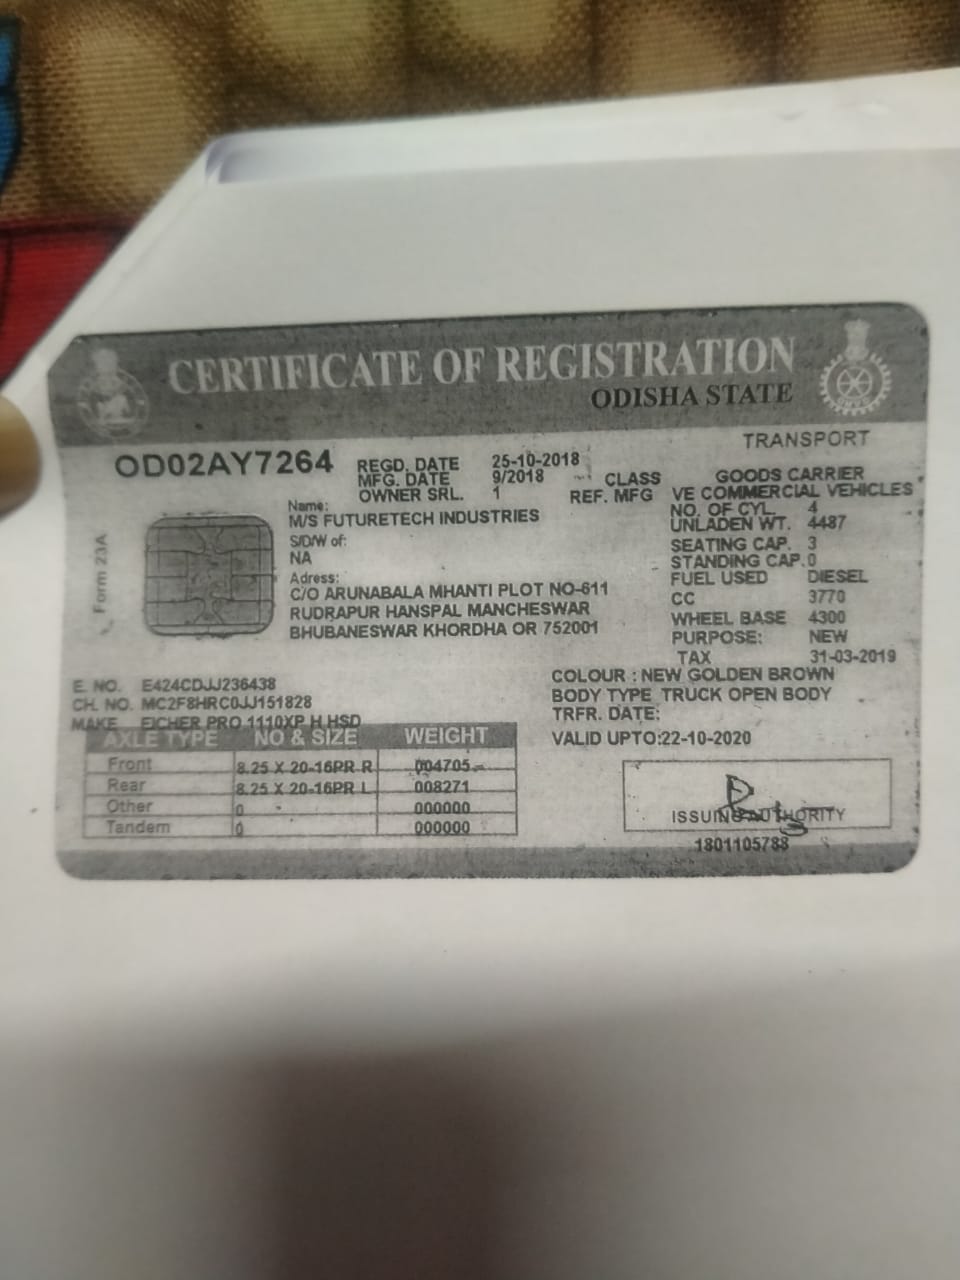 CERTIFICATE OF REGISTRATION
ODISHA STATE
TRANSPORT
OD02AY7264
REGD. DATE 25-10-2018
MFG. DATE 9/2018
OWNER SRL. 1
CLASS GOODS CARRIER
REF. MFG VE COMMERCIAL VEHICLES
NO. OF CYL. 4
UNLADEN WT. 4487
SEATING CAP. 3
STANDING CAP. 0
FUEL USED DIESEL
CC 3770
WHEEL BASE 4300
PURPOSE: NEW
TAX 31-03-2019
Form 23A
Name:
M/S FUTURETECH INDUSTRIES
S/D/W of:
NA
Adress:
C/O ARUNABALA MHANTI PLOT NO-611
RUDRAPUR HANSPAL MANCHESWAR
BHUBANESWAR KHORDHA OR 752001
E. NO. E424CDJJ236438
CH. NO. MC2F8HRC0JJ151828
MAKE EICHER PRO 1110XP H HSD
COLOUR : NEW GOLDEN BROWN
BODY TYPE TRUCK OPEN BODY
TRFR. DATE:
VALID UPTO:22-10-2020
AXLE TYPE NO & SIZE WEIGHT
Front 8.25 X 20-16PR R 004705
Rear 8.25 X 20-16PR L 008271
Other 0 000000
Tandem 0 000000
ISSUING AUTHORITY
1801105788